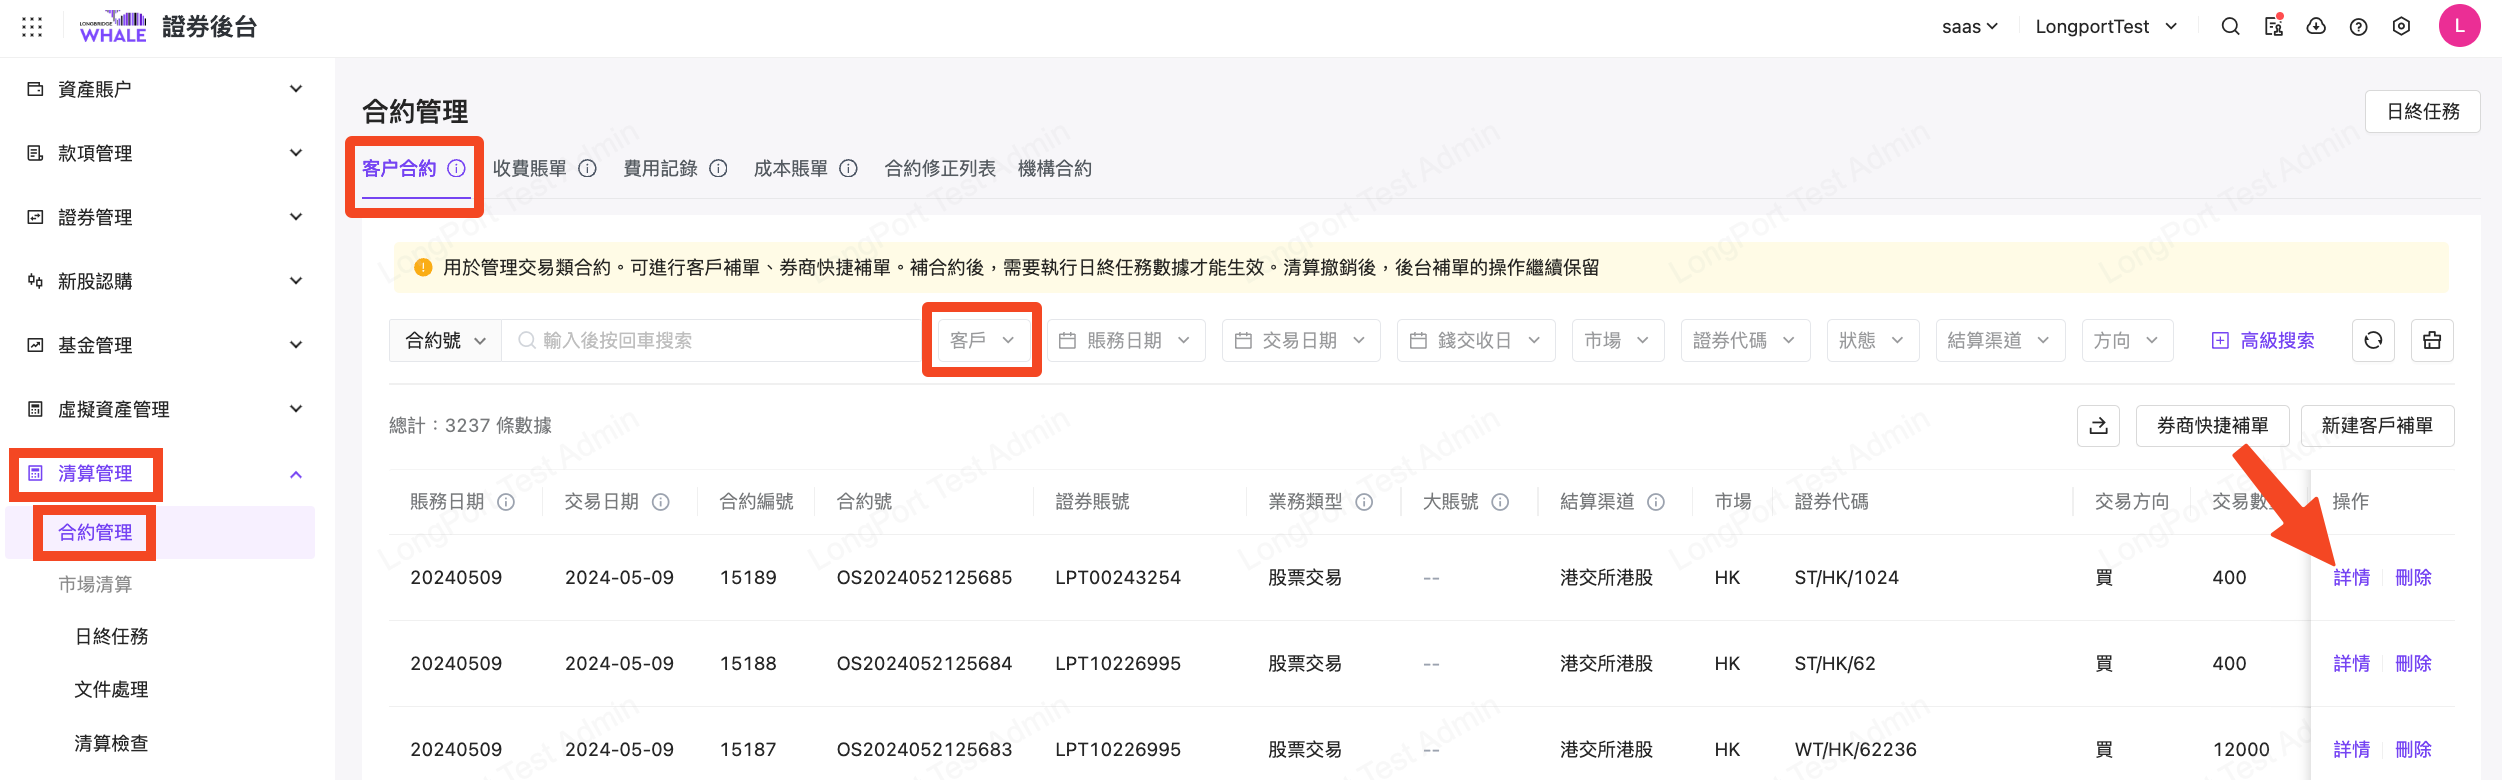 LONGBRIDGE
WHALE
證券後台
saas
LongportTest
L
資產賬户
款項管理
證券管理
新股認購
基金管理
虛擬資產管理
清算管理
合約管理
市場清算
日終任務
文件處理
清算檢查
合約管理
日終任務
客户合約 收費賬單 費用記錄 成本賬單 合約修正列表 機構合約
用於管理交易類合約。可進行客戶補單、券商快捷補單。補合約後，需要執行日終任務數據才能生效。清算撤銷後，後台補單的操作繼續保留
合約號 輸入後按回車搜索 客戶 賬務日期 交易日期 錢交收日 市場 證券代碼 狀態 結算渠道 方向 高級搜索
總計：3237 條數據
券商快捷補單 新建客戶補單
賬務日期 交易日期 合約編號 合約號 證券賬號 業務類型 大賬號 結算渠道 市場 證券代碼 交易方向 交易數 操作
20240509 2024-05-09 15189 OS2024052125685 LPT00243254 股票交易 -- 港交所港股 HK ST/HK/1024 買 400 詳情 刪除
20240509 2024-05-09 15188 OS2024052125684 LPT10226995 股票交易 -- 港交所港股 HK ST/HK/62 買 400 詳情 刪除
20240509 2024-05-09 15187 OS2024052125683 LPT10226995 股票交易 -- 港交所港股 HK WT/HK/62236 買 12000 詳情 刪除
LongPort Test Admin